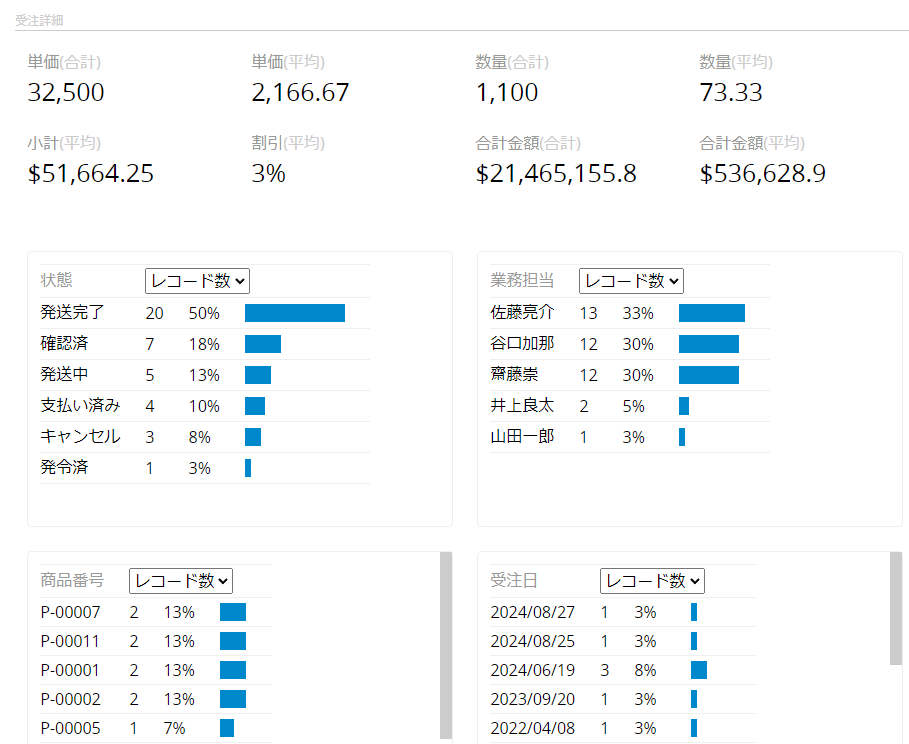 受注詳細
単価(合計) 単価(平均) 数量(合計) 数量(平均)
32,500 2,166.67 1,100 73.33
小計(平均) 割引(平均) 合計金額(合計) 合計金額(平均)
$51,664.25 3% $21,465,155.8 $536,628.9
状態 レコード数
発送完了 20 50%
確認済 7 18%
発送中 5 13%
支払い済み 4 10%
キャンセル 3 8%
発令済 1 3%
業務担当 レコード数
佐藤亮介 13 33%
谷口加那 12 30%
齋藤崇 12 30%
井上良太 2 5%
山田一郎 1 3%
商品番号 レコード数
P-00007 2 13%
P-00011 2 13%
P-00001 2 13%
P-00002 2 13%
P-00005 1 7%
受注日 レコード数
2024/08/27 1 3%
2024/08/25 1 3%
2024/06/19 3 8%
2023/09/20 1 3%
2022/04/08 1 3%